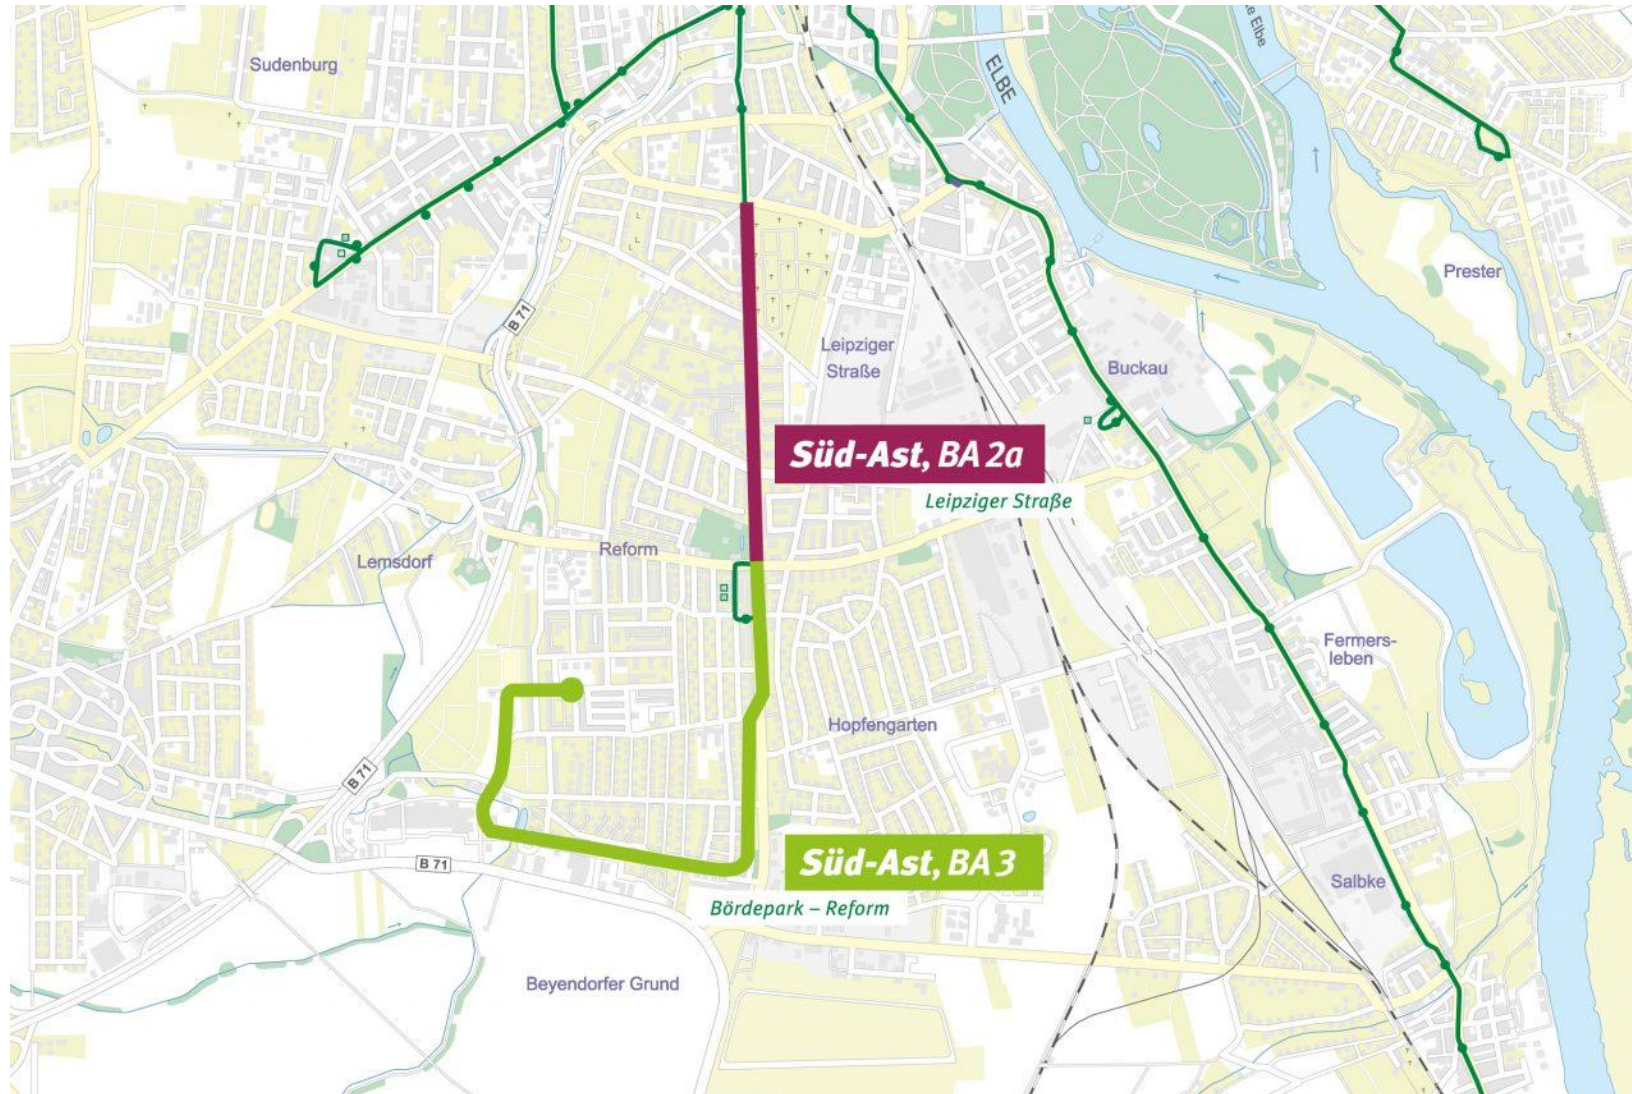 Sudenburg
ELBE
e Elbe
Prester
B 71
Leipziger
Straße
Buckau
Süd-Ast, BA 2a
Leipziger Straße
Reform
Lemsdorf
Fermers-
leben
Hopfengarten
B 71
B 71
Süd-Ast, BA 3
Bördepark – Reform
Salbke
Beyendorfer Grund